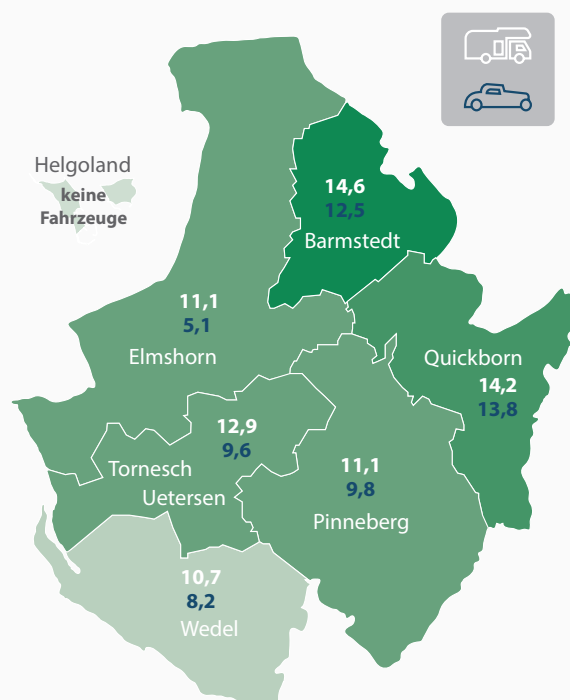 Helgoland
keine
Fahrzeuge
14,6
12,5
Barmstedt
11,1
5,1
Elmshorn
Quickborn
14,2
13,8
12,9
9,6
Tornesch
Uetersen
11,1
9,8
Pinneberg
10,7
8,2
Wedel